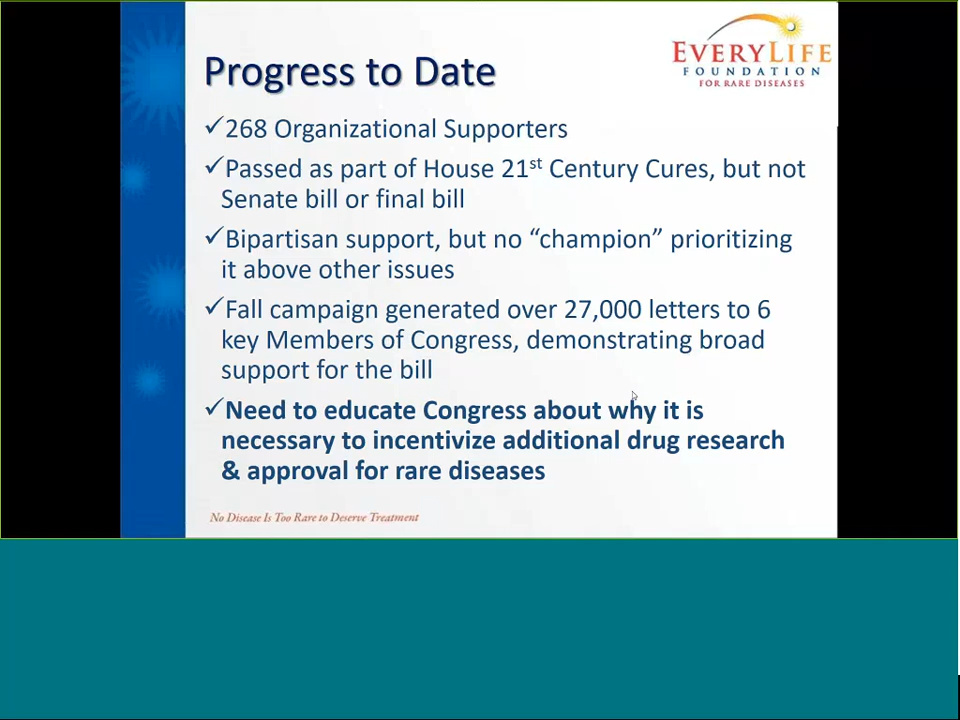 EVERYLIFE
FOUNDATION
FOR RARE DISEASES
Progress to Date
✓268 Organizational Supporters
✓Passed as part of House 21st Century Cures, but not
Senate bill or final bill
✓Bipartisan support, but no “champion” prioritizing
it above other issues
✓Fall campaign generated over 27,000 letters to 6
key Members of Congress, demonstrating broad
support for the bill
✓Need to educate Congress about why it is
necessary to incentivize additional drug research
& approval for rare diseases
No Disease Is Too Rare to Deserve Treatment